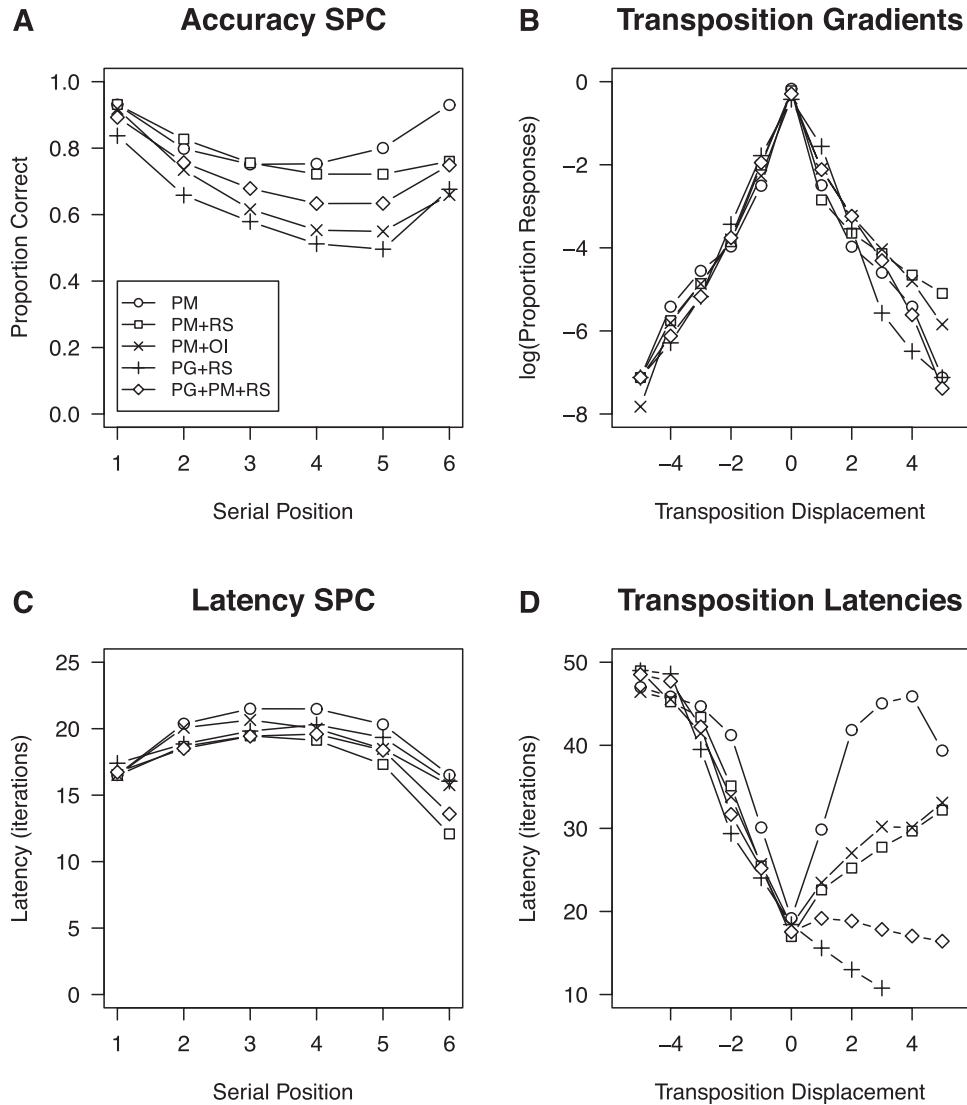 A Accuracy SPC
Proportion Correct
1.0
0.8
0.6
0.4
0.2
0.0
PM
PM+RS
PM+OI
PG+RS
PG+PM+RS
1 2 3 4 5 6
Serial Position
B Transposition Gradients
log(Proportion Responses)
0
−2
−4
−6
−8
−4 −2 0 2 4
Transposition Displacement
C Latency SPC
Latency (iterations)
25
20
15
10
5
0
1 2 3 4 5 6
Serial Position
D Transposition Latencies
Latency (iterations)
50
40
30
20
10
−4 −2 0 2 4
Transposition Displacement